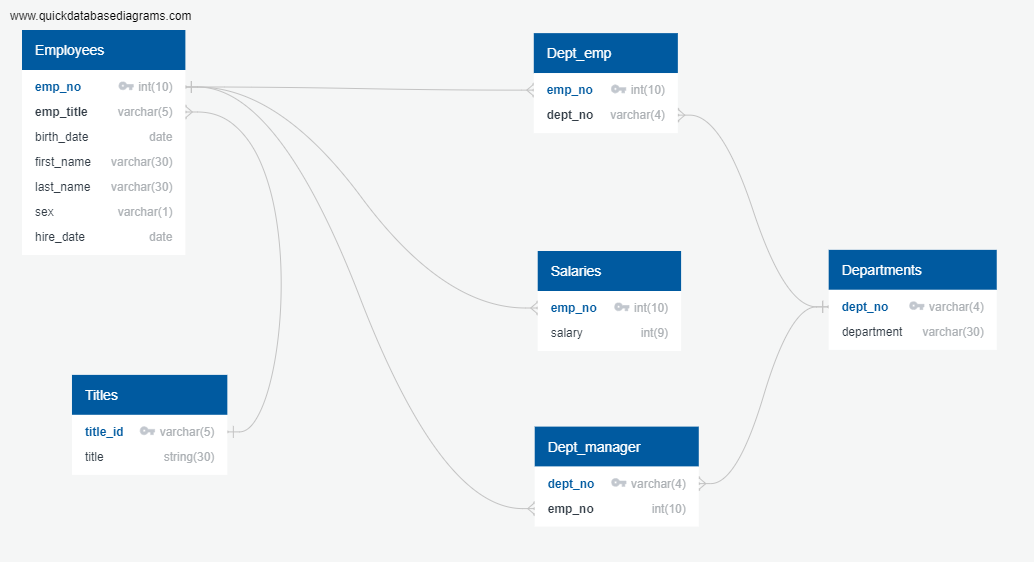 www.quickdatabasediagrams.com
Employees
emp_no int(10)
emp_title varchar(5)
birth_date date
first_name varchar(30)
last_name varchar(30)
sex varchar(1)
hire_date date
Titles
title_id varchar(5)
title string(30)
Dept_emp
emp_no int(10)
dept_no varchar(4)
Salaries
emp_no int(10)
salary int(9)
Dept_manager
dept_no varchar(4)
emp_no int(10)
Departments
dept_no varchar(4)
department varchar(30)